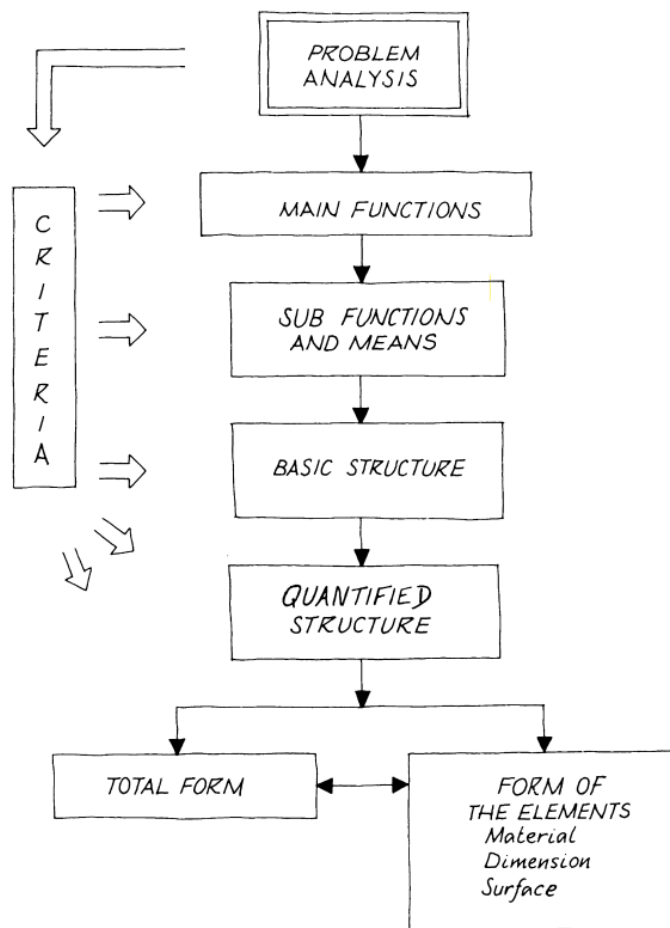 PROBLEM
ANALYSIS
CRITERIA
MAIN FUNCTIONS
SUB FUNCTIONS
AND MEANS
BASIC STRUCTURE
QUANTIFIED
STRUCTURE
TOTAL FORM
FORM OF
THE ELEMENTS
Material
Dimension
Surface